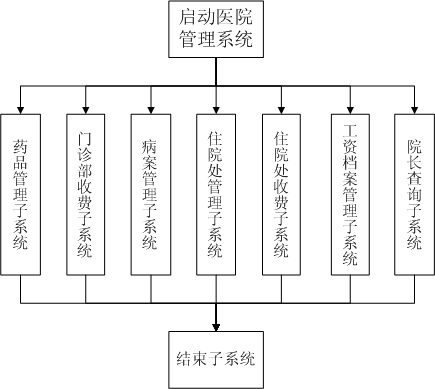 启动医院
管理系统
药品管理子系统
门诊部收费子系统
病案管理子系统
住院处管理子系统
住院处收费子系统
工资档案管理子系统
院长查询子系统
结束子系统